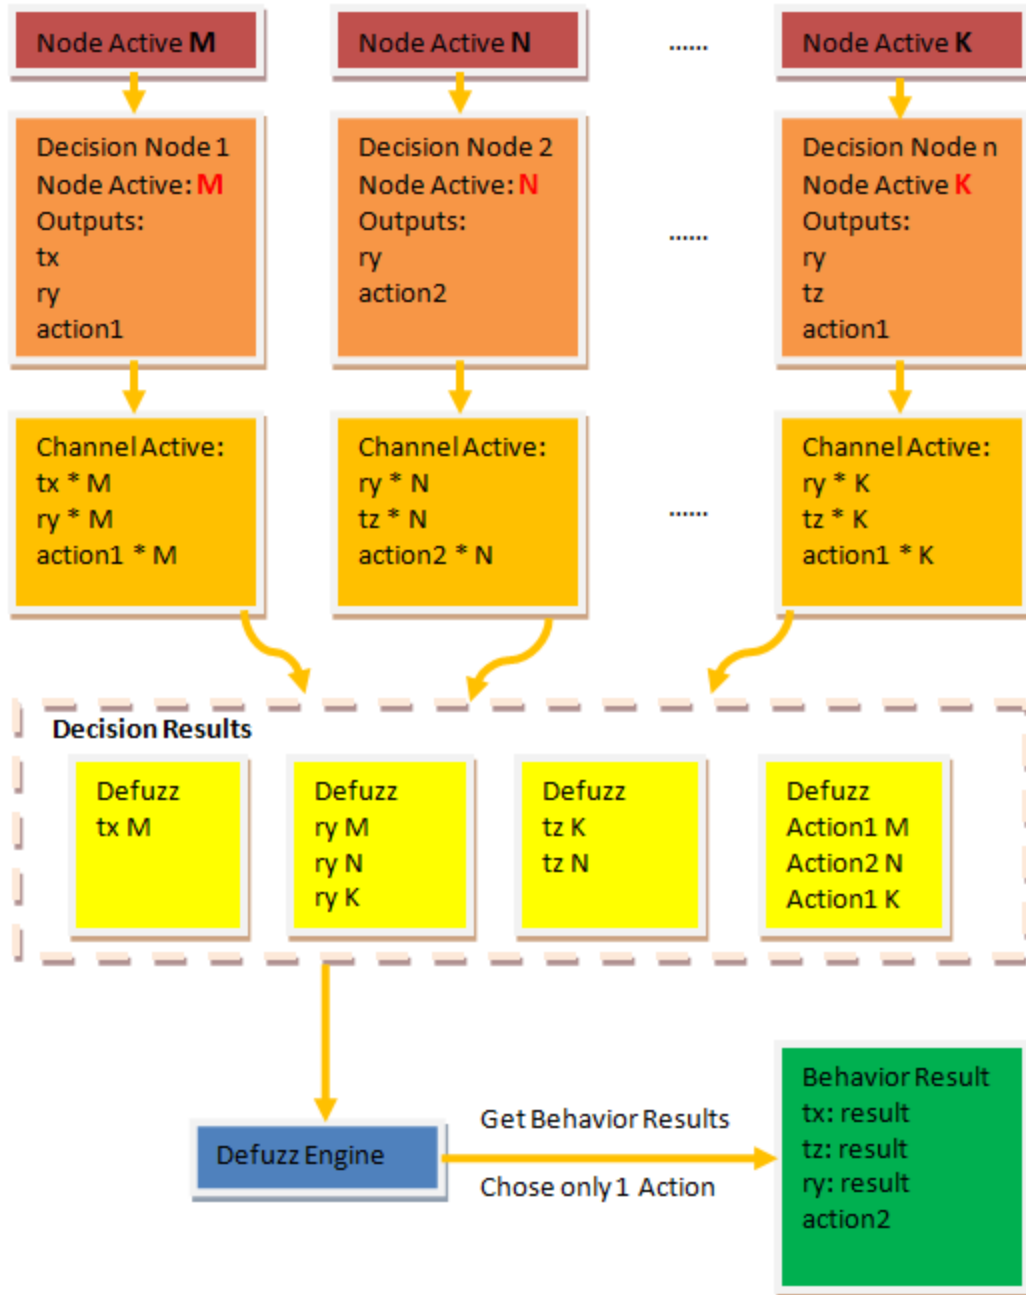 Node Active M
Node Active N
......
Node Active K
Decision Node 1
Node Active: M
Outputs:
tx
ry
action1
Decision Node 2
Node Active: N
Outputs:
ry
action2
......
Decision Node n
Node Active K
Outputs:
ry
tz
action1
Channel Active:
tx * M
ry * M
action1 * M
Channel Active:
ry * N
tz * N
action2 * N
......
Channel Active:
ry * K
tz * K
action1 * K
Decision Results
Defuzz
tx M
Defuzz
ry M
ry N
ry K
Defuzz
tz K
tz N
Defuzz
Action1 M
Action2 N
Action1 K
Defuzz Engine
Get Behavior Results
Chose only 1 Action
Behavior Result
tx: result
tz: result
ry: result
action2